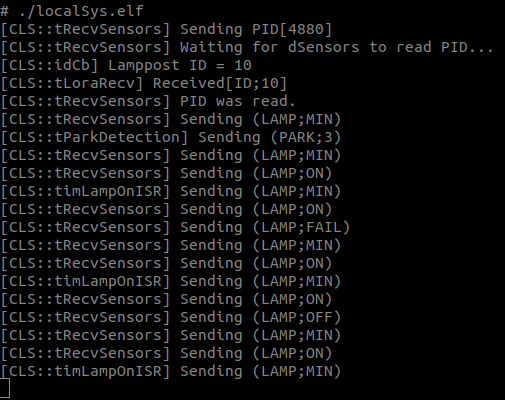 # ./localSys.elf
[CLS::tRecvSensors] Sending PID[4880]
[CLS::tRecvSensors] Waiting for dSensors to read PID...
[CLS::idCb] Lamppost ID = 10
[CLS::tLoraRecv] Received[ID;10]
[CLS::tRecvSensors] PID was read.
[CLS::tRecvSensors] Sending (LAMP;MIN)
[CLS::tParkDetection] Sending (PARK;3)
[CLS::tRecvSensors] Sending (LAMP;MIN)
[CLS::tRecvSensors] Sending (LAMP;ON)
[CLS::timLampOnISR] Sending (LAMP;MIN)
[CLS::tRecvSensors] Sending (LAMP;ON)
[CLS::tRecvSensors] Sending (LAMP;FAIL)
[CLS::tRecvSensors] Sending (LAMP;MIN)
[CLS::tRecvSensors] Sending (LAMP;ON)
[CLS::timLampOnISR] Sending (LAMP;MIN)
[CLS::tRecvSensors] Sending (LAMP;ON)
[CLS::tRecvSensors] Sending (LAMP;OFF)
[CLS::tRecvSensors] Sending (LAMP;MIN)
[CLS::tRecvSensors] Sending (LAMP;ON)
[CLS::timLampOnISR] Sending (LAMP;MIN)